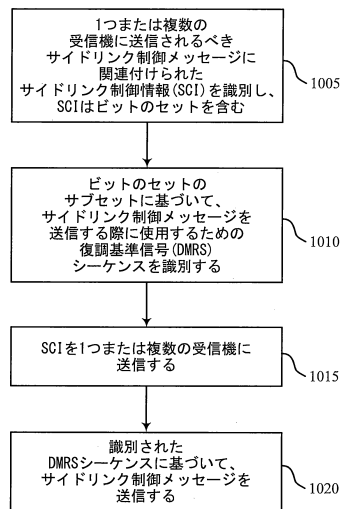 1つまたは複数の
受信機に送信されるべき
サイドリンク制御メッセージに
関連付けられた
サイドリンク制御情報(SCI)を識別し、
SCIはビットのセットを含む
1005
ビットのセットの
サブセットに基づいて、
サイドリンク制御メッセージを
送信する際に使用するための
復調基準信号(DMRS)
シーケンスを識別する
1010
SCIを1つまたは複数の受信機に
送信する
1015
識別された
DMRSシーケンスに基づいて、
サイドリンク制御メッセージを
送信する
1020